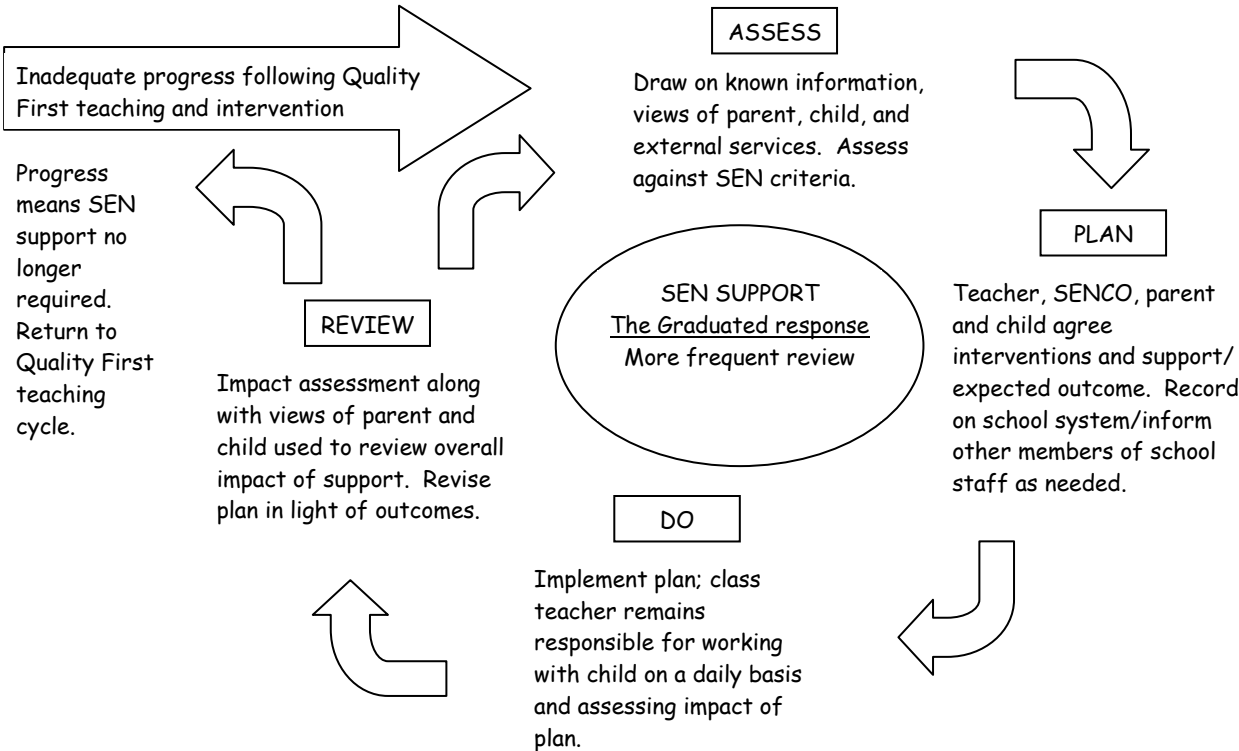 Inadequate progress following Quality
First teaching and intervention
ASSESS
Draw on known information,
views of parent, child, and
external services.  Assess
against SEN criteria.
PLAN
Teacher, SENCO, parent
and child agree
interventions and support/
expected outcome.  Record
on school system/inform
other members of school
staff as needed.
DO
Implement plan; class
teacher remains
responsible for working
with child on a daily basis
and assessing impact of
plan.
REVIEW
Impact assessment along
with views of parent and
child used to review overall
impact of support.  Revise
plan in light of outcomes.
Progress
means SEN
support no
longer
required.
Return to
Quality First
teaching
cycle.
SEN SUPPORT
The Graduated response
More frequent review